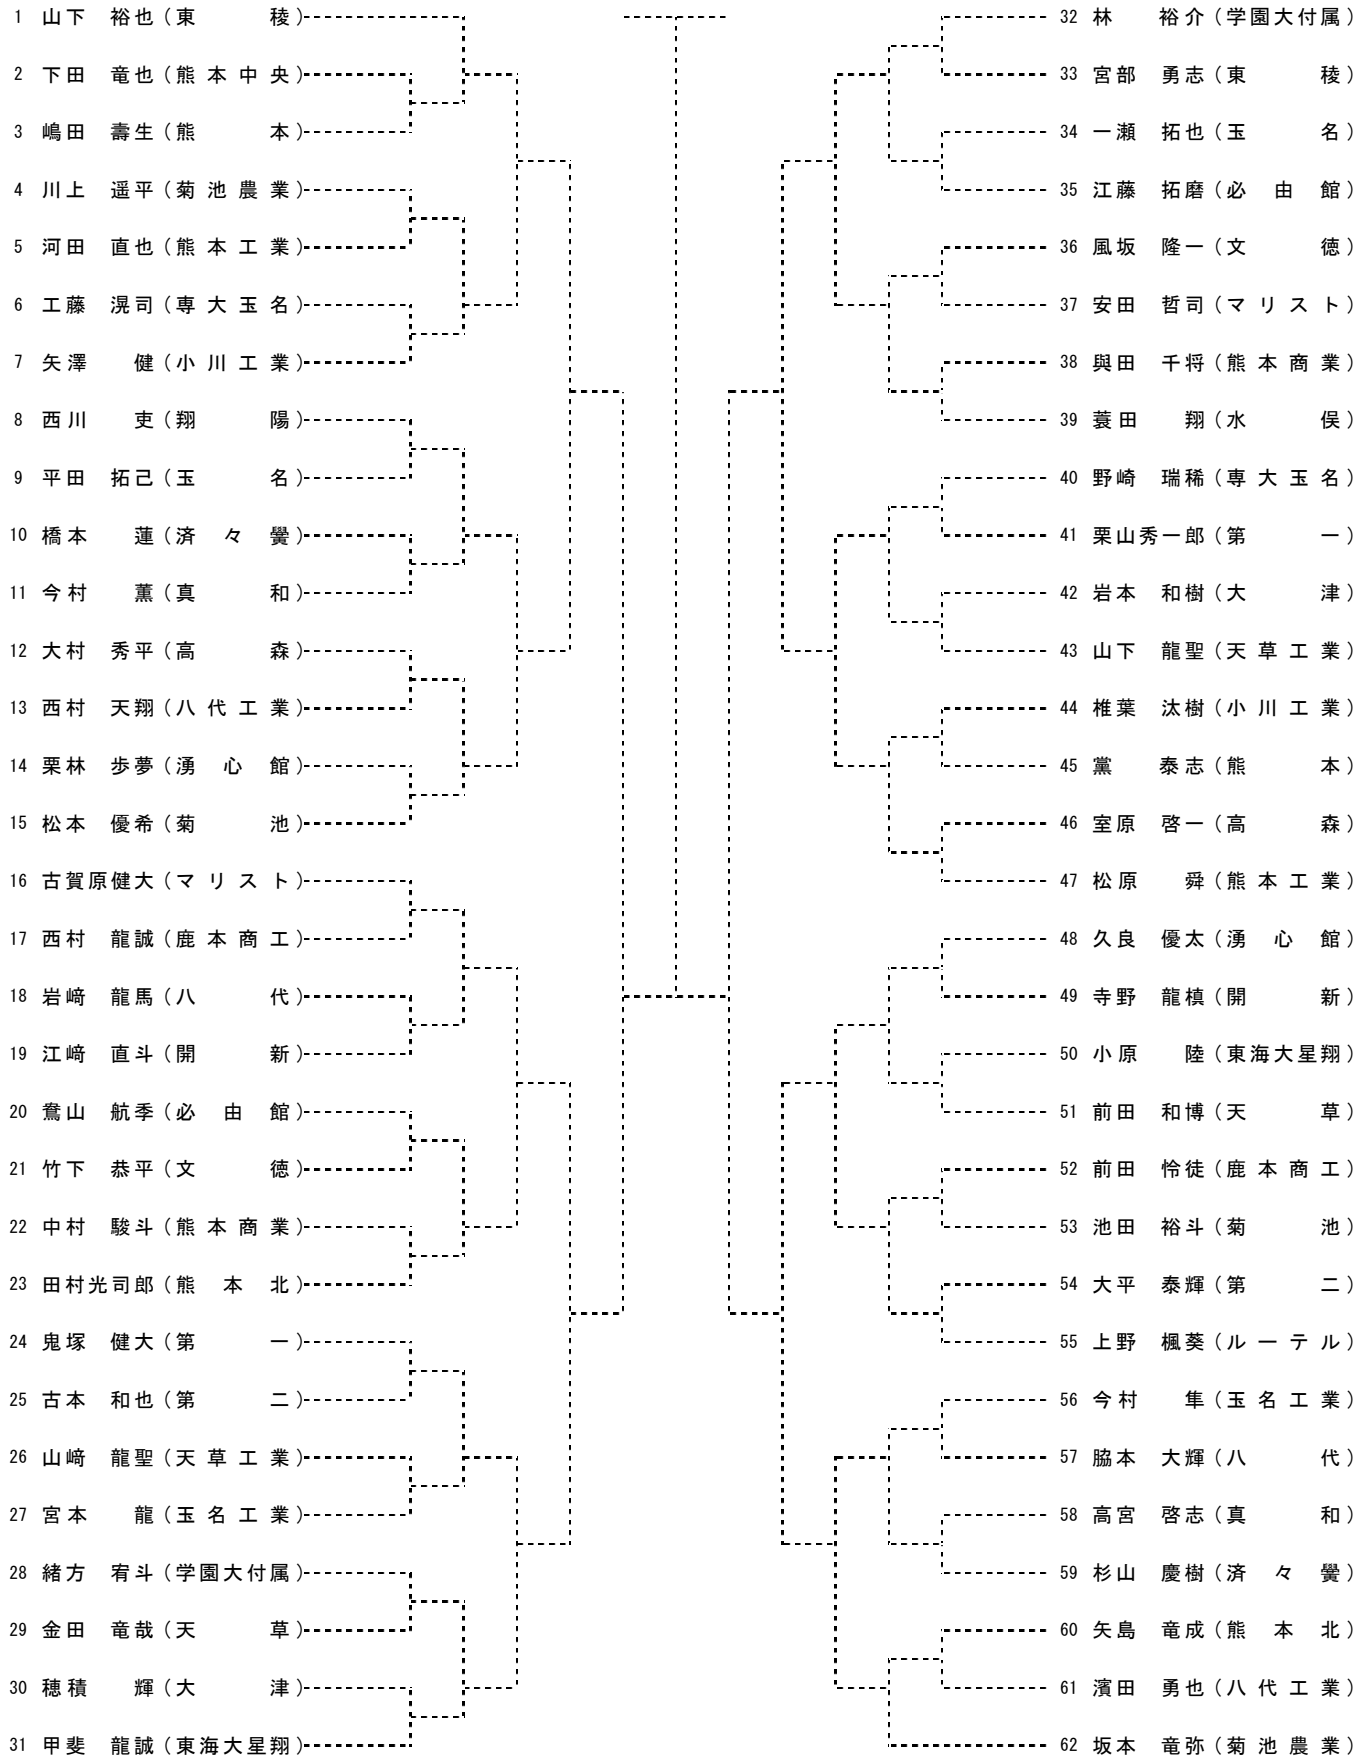 1 山下 裕也（東 稜）
2 下田 竜也（熊本中央）
3 嶋田 壽生（熊 本）
4 川上 遥平（菊池農業）
5 河田 直也（熊本工業）
6 工藤 滉司（専大玉名）
7 矢澤 健（小川工業）
8 西川 吏（翔 陽）
9 平田 拓己（玉 名）
10 橋本 蓮（済々黌）
11 今村 薫（真 和）
12 大村 秀平（高 森）
13 西村 天翔（八代工業）
14 栗林 歩夢（湧心館）
15 松本 優希（菊 池）
16 古賀原健大（マリスト）
17 西村 龍誠（鹿本商工）
18 岩﨑 龍馬（八 代）
19 江﨑 直斗（開 新）
20 鴦山 航季（必由館）
21 竹下 恭平（文 徳）
22 中村 駿斗（熊本商業）
23 田村光司郎（熊本北）
24 鬼塚 健大（第 一）
25 古本 和也（第 二）
26 山﨑 龍聖（天草工業）
27 宮本 龍（玉名工業）
28 緒方 宥斗（学園大付属）
29 金田 竜哉（天 草）
30 穂積 輝（大 津）
31 甲斐 龍誠（東海大星翔）
32 林 裕介（学園大付属）
33 宮部 勇志（東 稜）
34 一瀬 拓也（玉 名）
35 江藤 拓磨（必由館）
36 風坂 隆一（文 徳）
37 安田 哲司（マリスト）
38 與田 千将（熊本商業）
39 蓑田 翔（水 俣）
40 野崎 瑞稀（専大玉名）
41 栗山秀一郎（第 一）
42 岩本 和樹（大 津）
43 山下 龍聖（天草工業）
44 椎葉 汰樹（小川工業）
45 黨 泰志（熊 本）
46 室原 啓一（高 森）
47 松原 舜（熊本工業）
48 久良 優太（湧心館）
49 寺野 龍槙（開 新）
50 小原 陸（東海大星翔）
51 前田 和博（天 草）
52 前田 怜徒（鹿本商工）
53 池田 裕斗（菊 池）
54 大平 泰輝（第 二）
55 上野 楓葵（ルーテル）
56 今村 隼（玉名工業）
57 脇本 大輝（八 代）
58 高宮 啓志（真 和）
59 杉山 慶樹（済々黌）
60 矢島 竜成（熊本北）
61 濱田 勇也（八代工業）
62 坂本 竜弥（菊池農業）